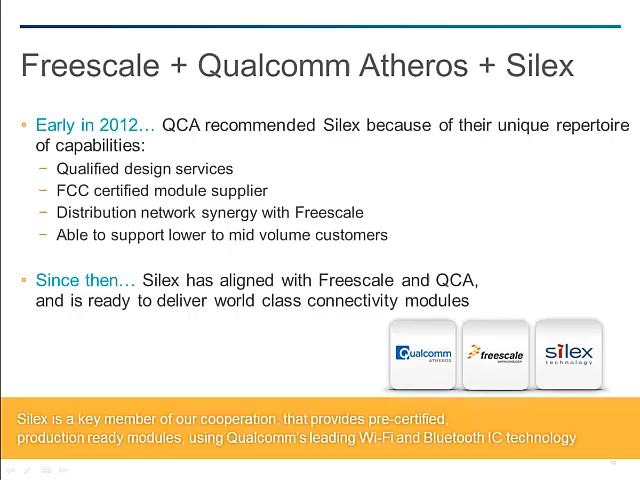 Freescale + Qualcomm Atheros + Silex
Early in 2012… QCA recommended Silex because of their unique repertoire
of capabilities:
Qualified design services
FCC certified module supplier
Distribution network synergy with Freescale
Able to support lower to mid volume customers
Since then… Silex has aligned with Freescale and QCA,
and is ready to deliver world class connectivity modules
Qualcomm
ATHEROS
freescale
semiconductor
silex
technology
Silex is a key member of our cooperation, that provides pre-certified,
production ready modules, using Qualcomm's leading Wi-Fi and Bluetooth IC technology